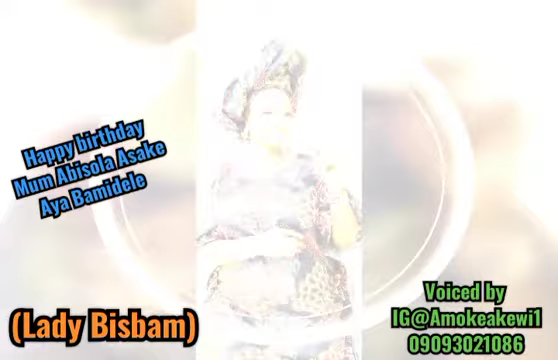 Happy birthday
Mum Abisola Asake
Aya Bamidele
(Lady Bisbam)
Voiced by
IG@Amokeakewi1
09093021086